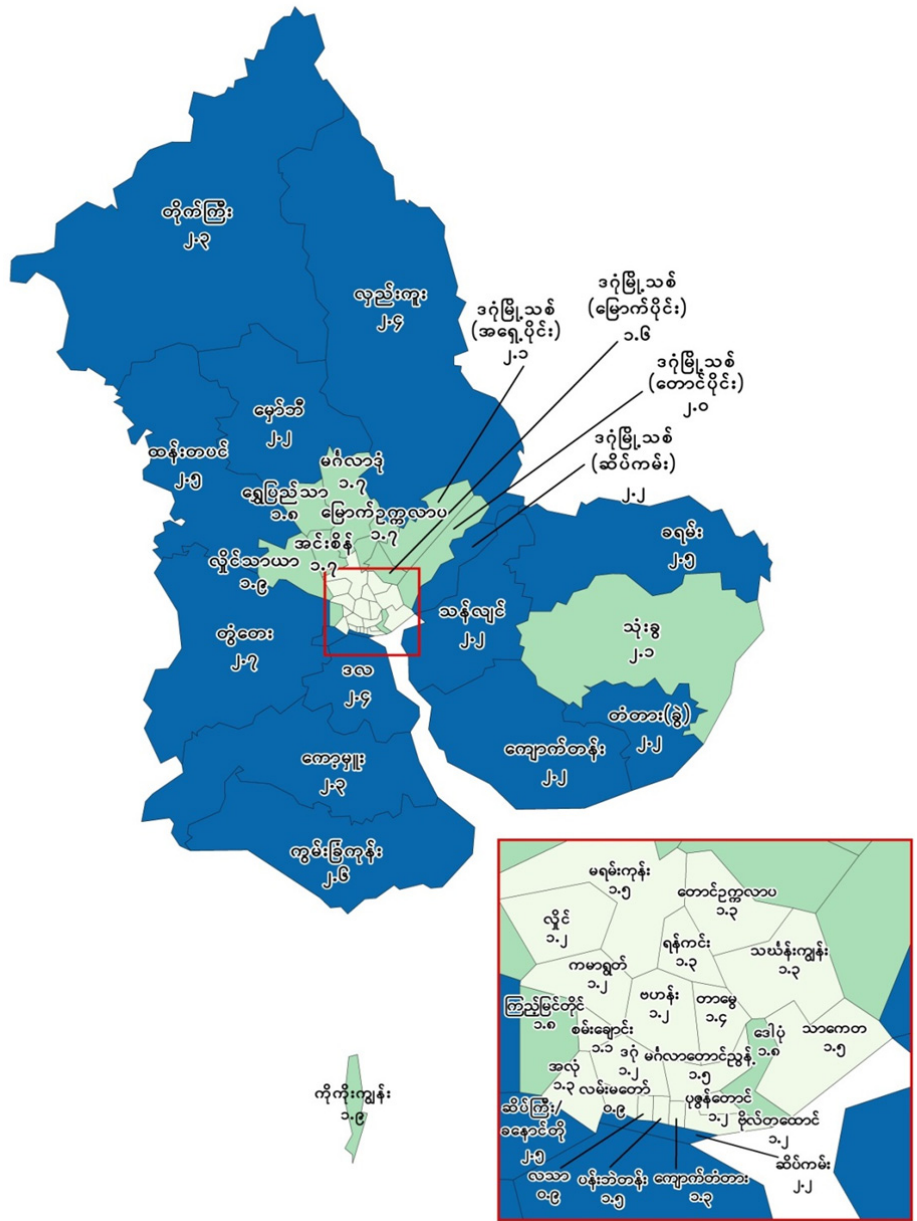 တိုက်ကြီး
၂.၃
လှည်းကူး
၂.၄
ဒဂုံမြို့သစ်
(အရှေ့ပိုင်း)
၂.၁
ဒဂုံမြို့သစ်
(မြောက်ပိုင်း)
၁.၆
ဒဂုံမြို့သစ်
(တောင်ပိုင်း)
၂.၀
ဒဂုံမြို့သစ်
(ဆိပ်ကမ်း)
၂.၂
မှော်ဘီ
၂.၂
ထန်းတပင်
၂.၅
မင်္ဂလာဒုံ
၁.၇
ရွှေပြည်သာ
၁.၈
မြောက်ဥက္ကလာပ
၁.၇
အင်းစိန်
၁.၇
လှိုင်သာယာ
၁.၉
ခရမ်း
၂.၅
သန်လျင်
၂.၂
သုံးခွ
၂.၁
တွံတေး
၂.၇
ဒလ
၂.၄
တံတား(ခွဲ)
၂.၂
ကျောက်တန်း
၂.၂
ကော့မှူး
၂.၃
ကွမ်းခြံကုန်း
၂.၆
ကိုကိုးကျွန်း
၁.၉
မရမ်းကုန်း
၁.၅
တောင်ဥက္ကလာပ
၁.၃
လှိုင်
၁.၂
ရန်ကင်း
၁.၃
သင်္ဃန်းကျွန်း
၁.၃
ကမာရွတ်
၁.၂
ဗဟန်း
၁.၂
တာမွေ
၁.၄
ကြည့်မြင်တိုင်
၁.၈
စမ်းချောင်း
၁.၁
ဒေါပုံ
၁.၈
သာကေတ
၁.၅
ဒဂုံ
၁.၂
မင်္ဂလာတောင်ညွန့်
၁.၅
အလုံ
၁.၃
လမ်းမတော်
၀.၉
ပုဇွန်တောင်
၁.၂
ဗိုလ်တထောင်
၁.၂
ဆိပ်ကြီး/
ခနောင်တို
၂.၅
လသာ
၀.၉
ပန်းဘဲတန်း
၁.၅
ကျောက်တံတား
၁.၃
ဆိပ်ကမ်း
၂.၂